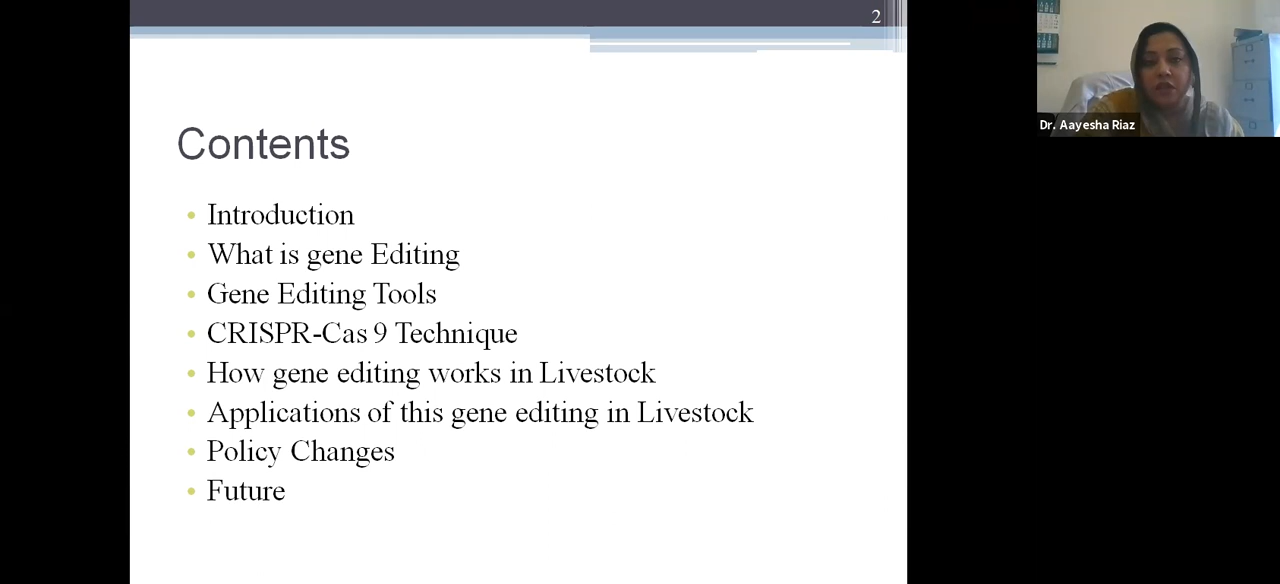 2
Contents
• Introduction
• What is gene Editing
• Gene Editing Tools
• CRISPR-Cas 9 Technique
• How gene editing works in Livestock
• Applications of this gene editing in Livestock
• Policy Changes
• Future
Dr. Aayesha Riaz